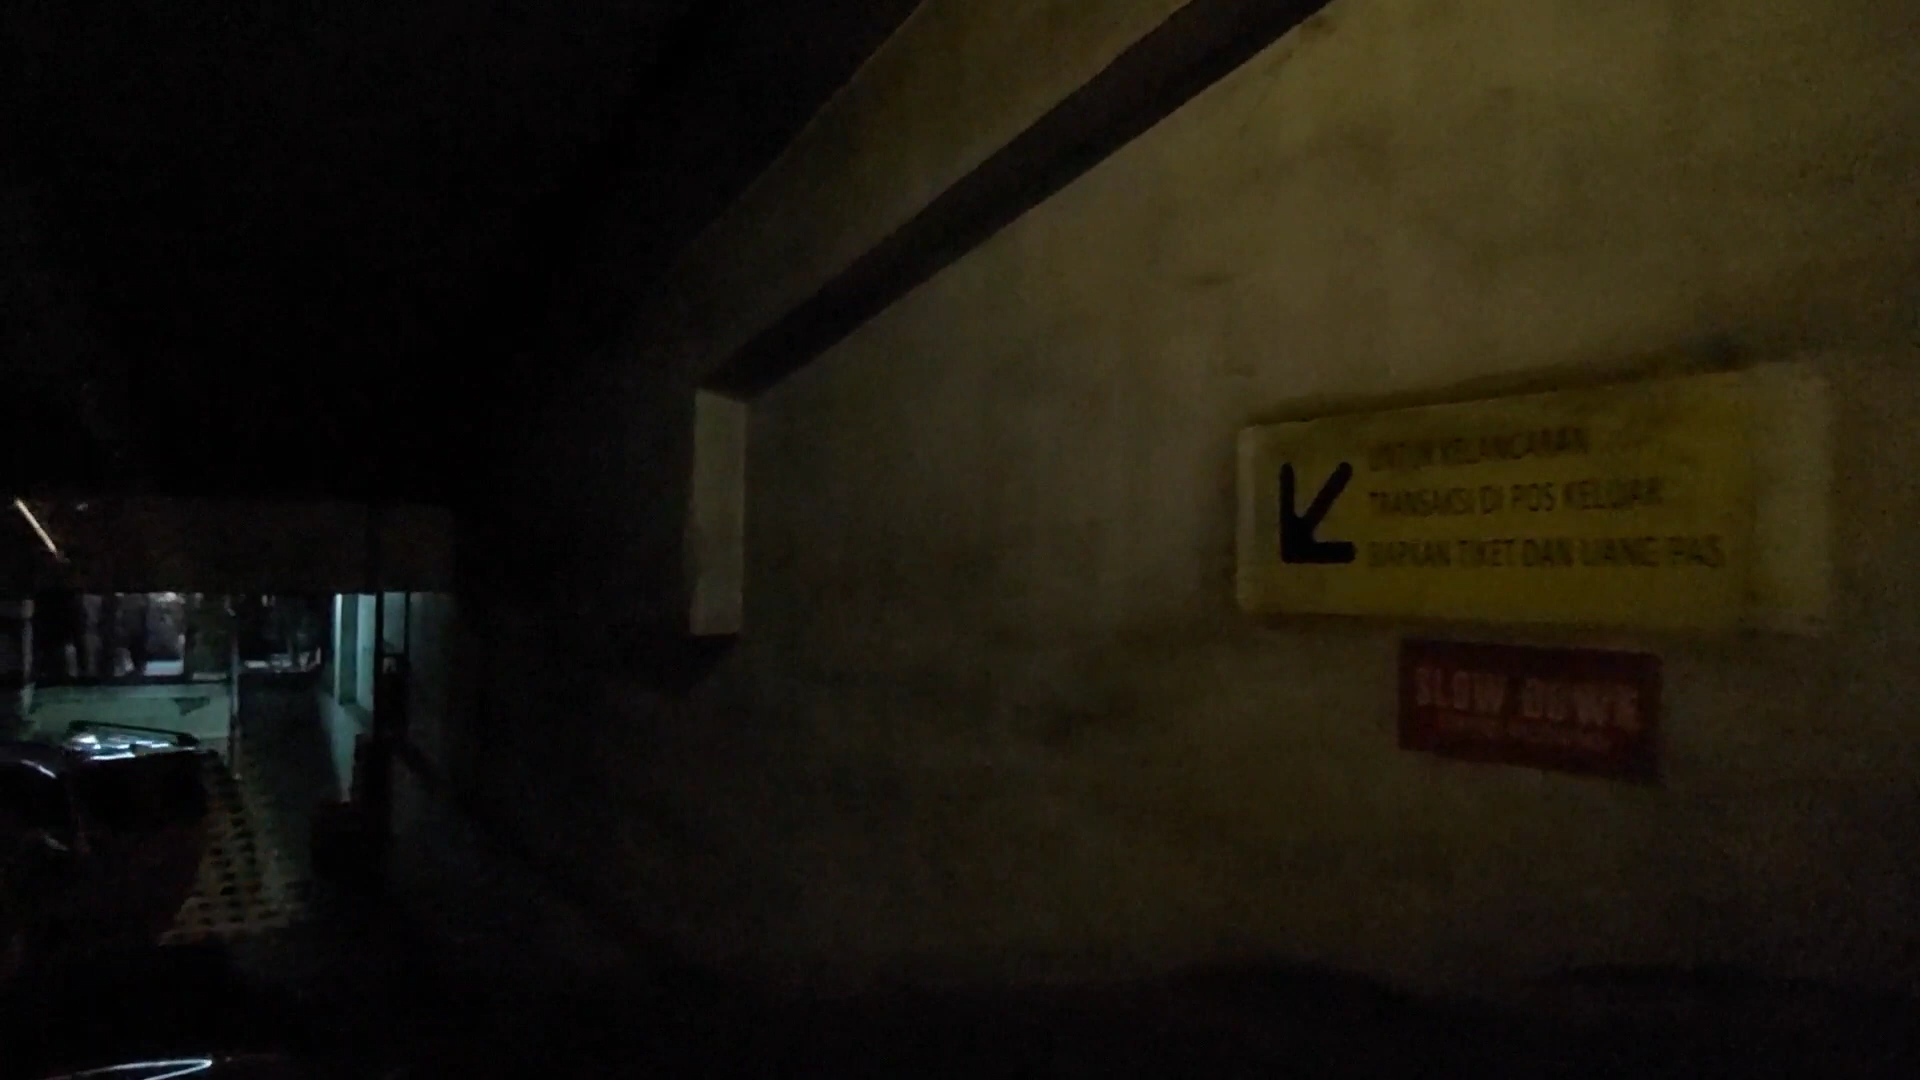 UNTUK KELANCARAN
TRANSAKSI DI POS KELUAR
SIAPKAN TIKET DAN UANG PAS
SLOW DOWN